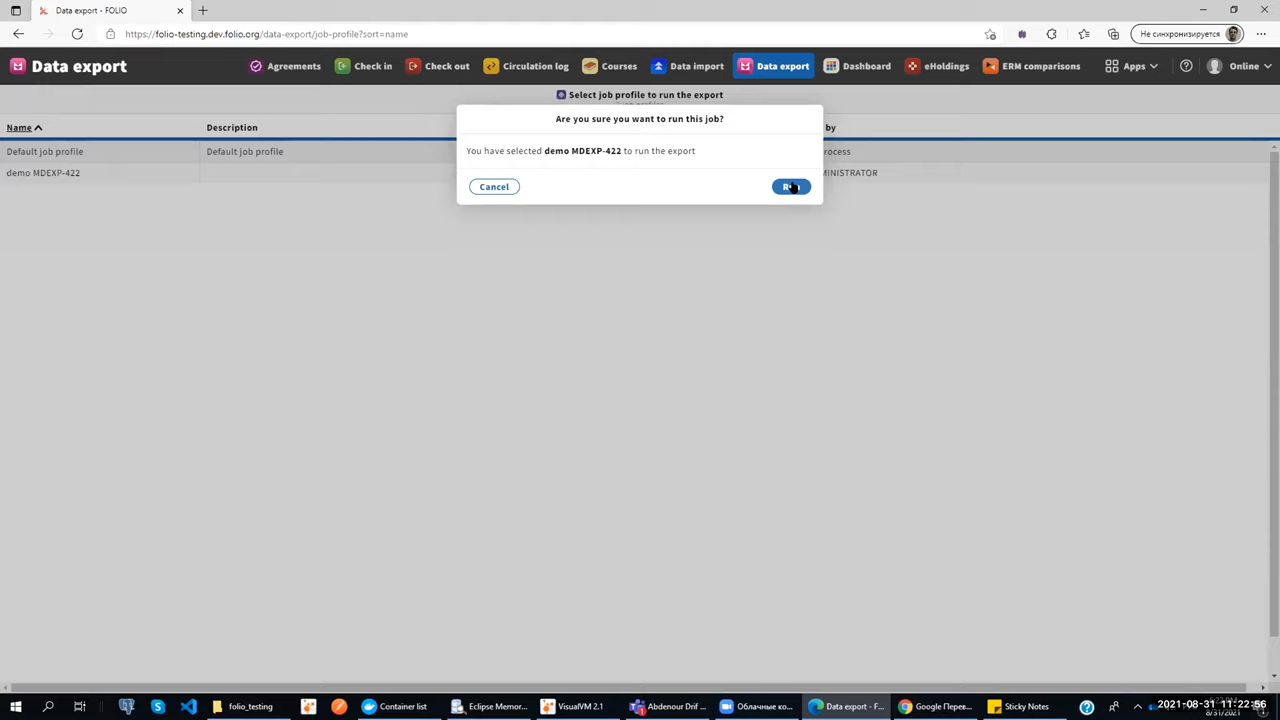 Data export - FOLIO
https://folio-testing.dev.folio.org/data-export/job-profile?sort=name
Не синхронизируется
Data export
Agreements
Check in
Check out
Circulation log
Courses
Data import
Data export
Dashboard
eHoldings
ERM comparisons
Apps
Online
Select job profile to run the export
Are you sure you want to run this job?
You have selected demo MDEXP-422 to run the export
Cancel
Name
Description
by
Default job profile
Default job profile
demo MDEXP-422
folio_testing
Container list
Eclipse Memor...
VisualVM 2.1
Abdenour Drif ...
Облачные ко...
Data export - F...
Google Перев...
Sticky Notes
2021-08-31 11:22:56
8/31/2021